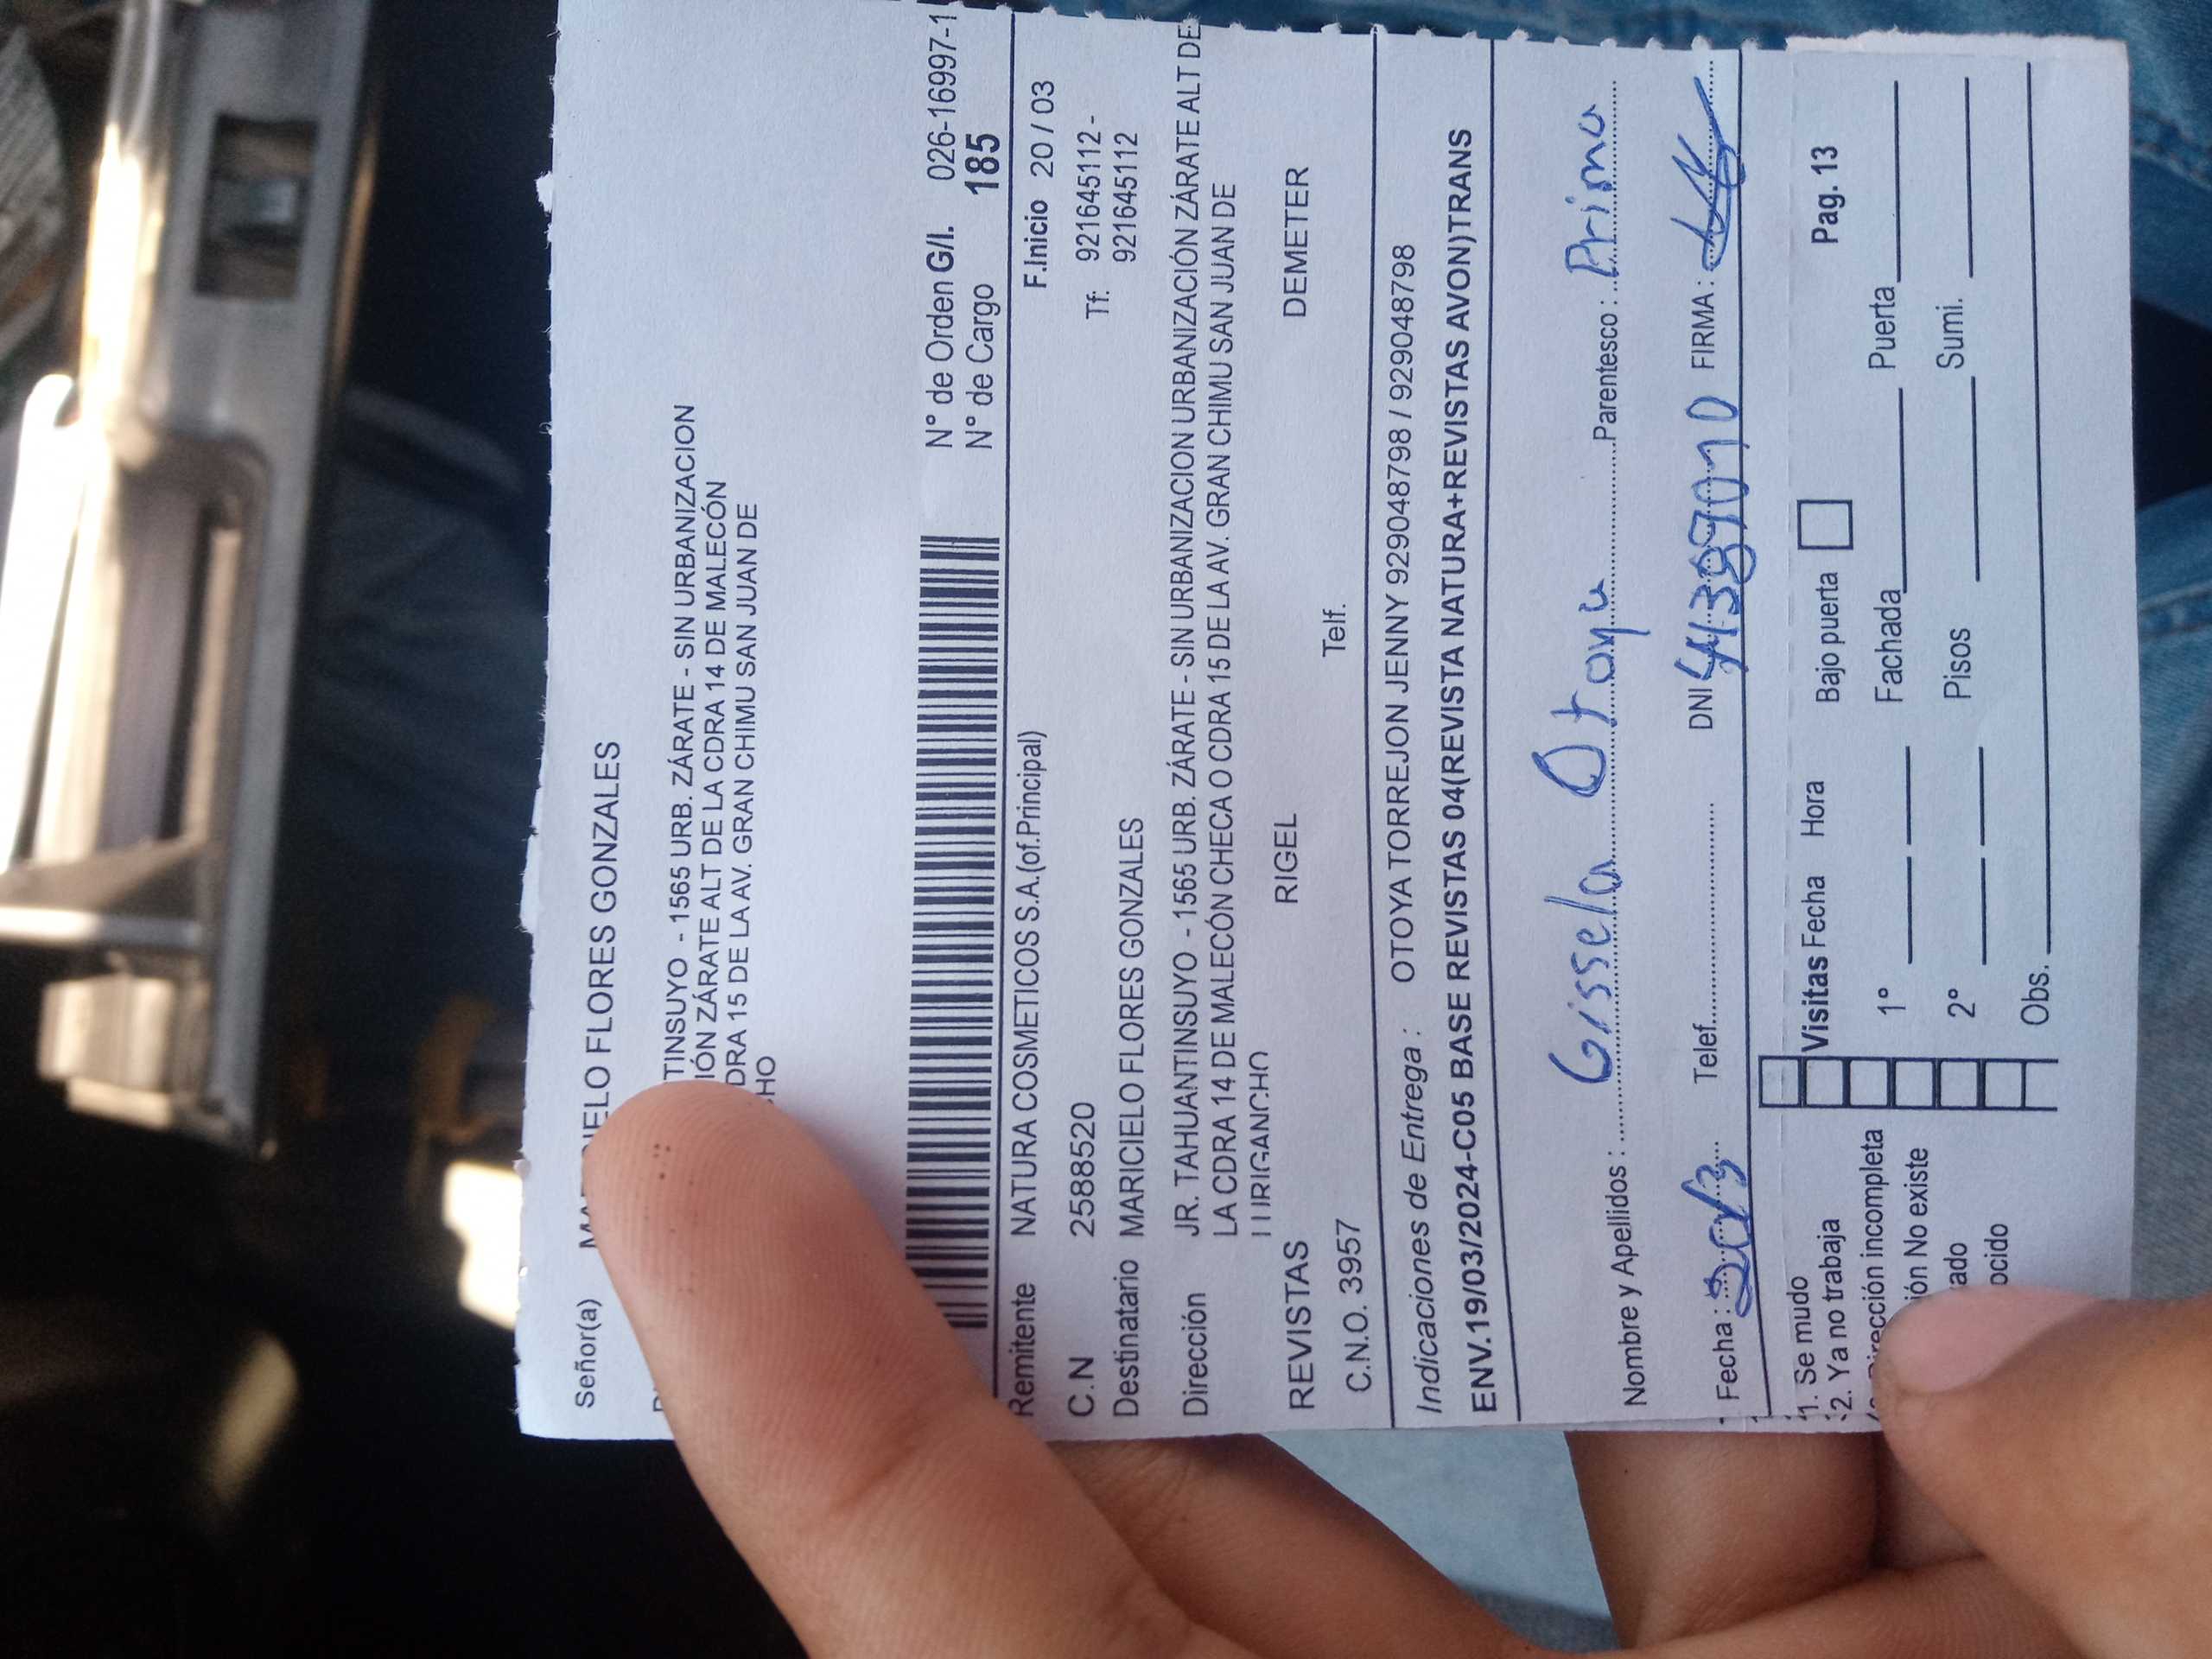 Señor(a) MARICIELO FLORES GONZALES
TINSUYO - 1565 URB. ZÁRATE - SIN URBANIZACION
IÓN ZÁRATE ALT DE LA CDRA 14 DE MALECÓN
DRA 15 DE LA AV. GRAN CHIMU SAN JUAN DE
HO
N° de Orden G/I. 026-16997-1
N° de Cargo 185
Remitente NATURA COSMETICOS S.A.(of.Principal) F.Inicio 20 / 03
C.N 2588520 Tf: 921645112 -
Destinatario MARICIELO FLORES GONZALES 921645112
Dirección JR. TAHUANTINSUYO - 1565 URB. ZÁRATE - SIN URBANIZACION URBANIZACIÓN ZÁRATE ALT DE
LA CDRA 14 DE MALECÓN CHECA O CDRA 15 DE LA AV. GRAN CHIMU SAN JUAN DE
LURIGANCHO
REVISTAS RIGEL DEMETER
C.N.O. 3957 Telf.
Indicaciones de Entrega : OTOYA TORREJON JENNY 929048798 / 929048798
ENV.19/03/2024-C05 BASE REVISTAS 04(REVISTA NATURA+REVISTAS AVON)TRANS
Nombre y Apellidos : Gissela Otoya Parentesco : Prima
Fecha : 20/3 Telef. DNI FIRMA :
1. Se mudo
2. Ya no trabaja
Dirección incompleta
ión No existe
ado
ocido
Visitas Fecha Hora Bajo puerta Pag. 13
1° Fachada Puerta
2° Pisos Sumi.
Obs.